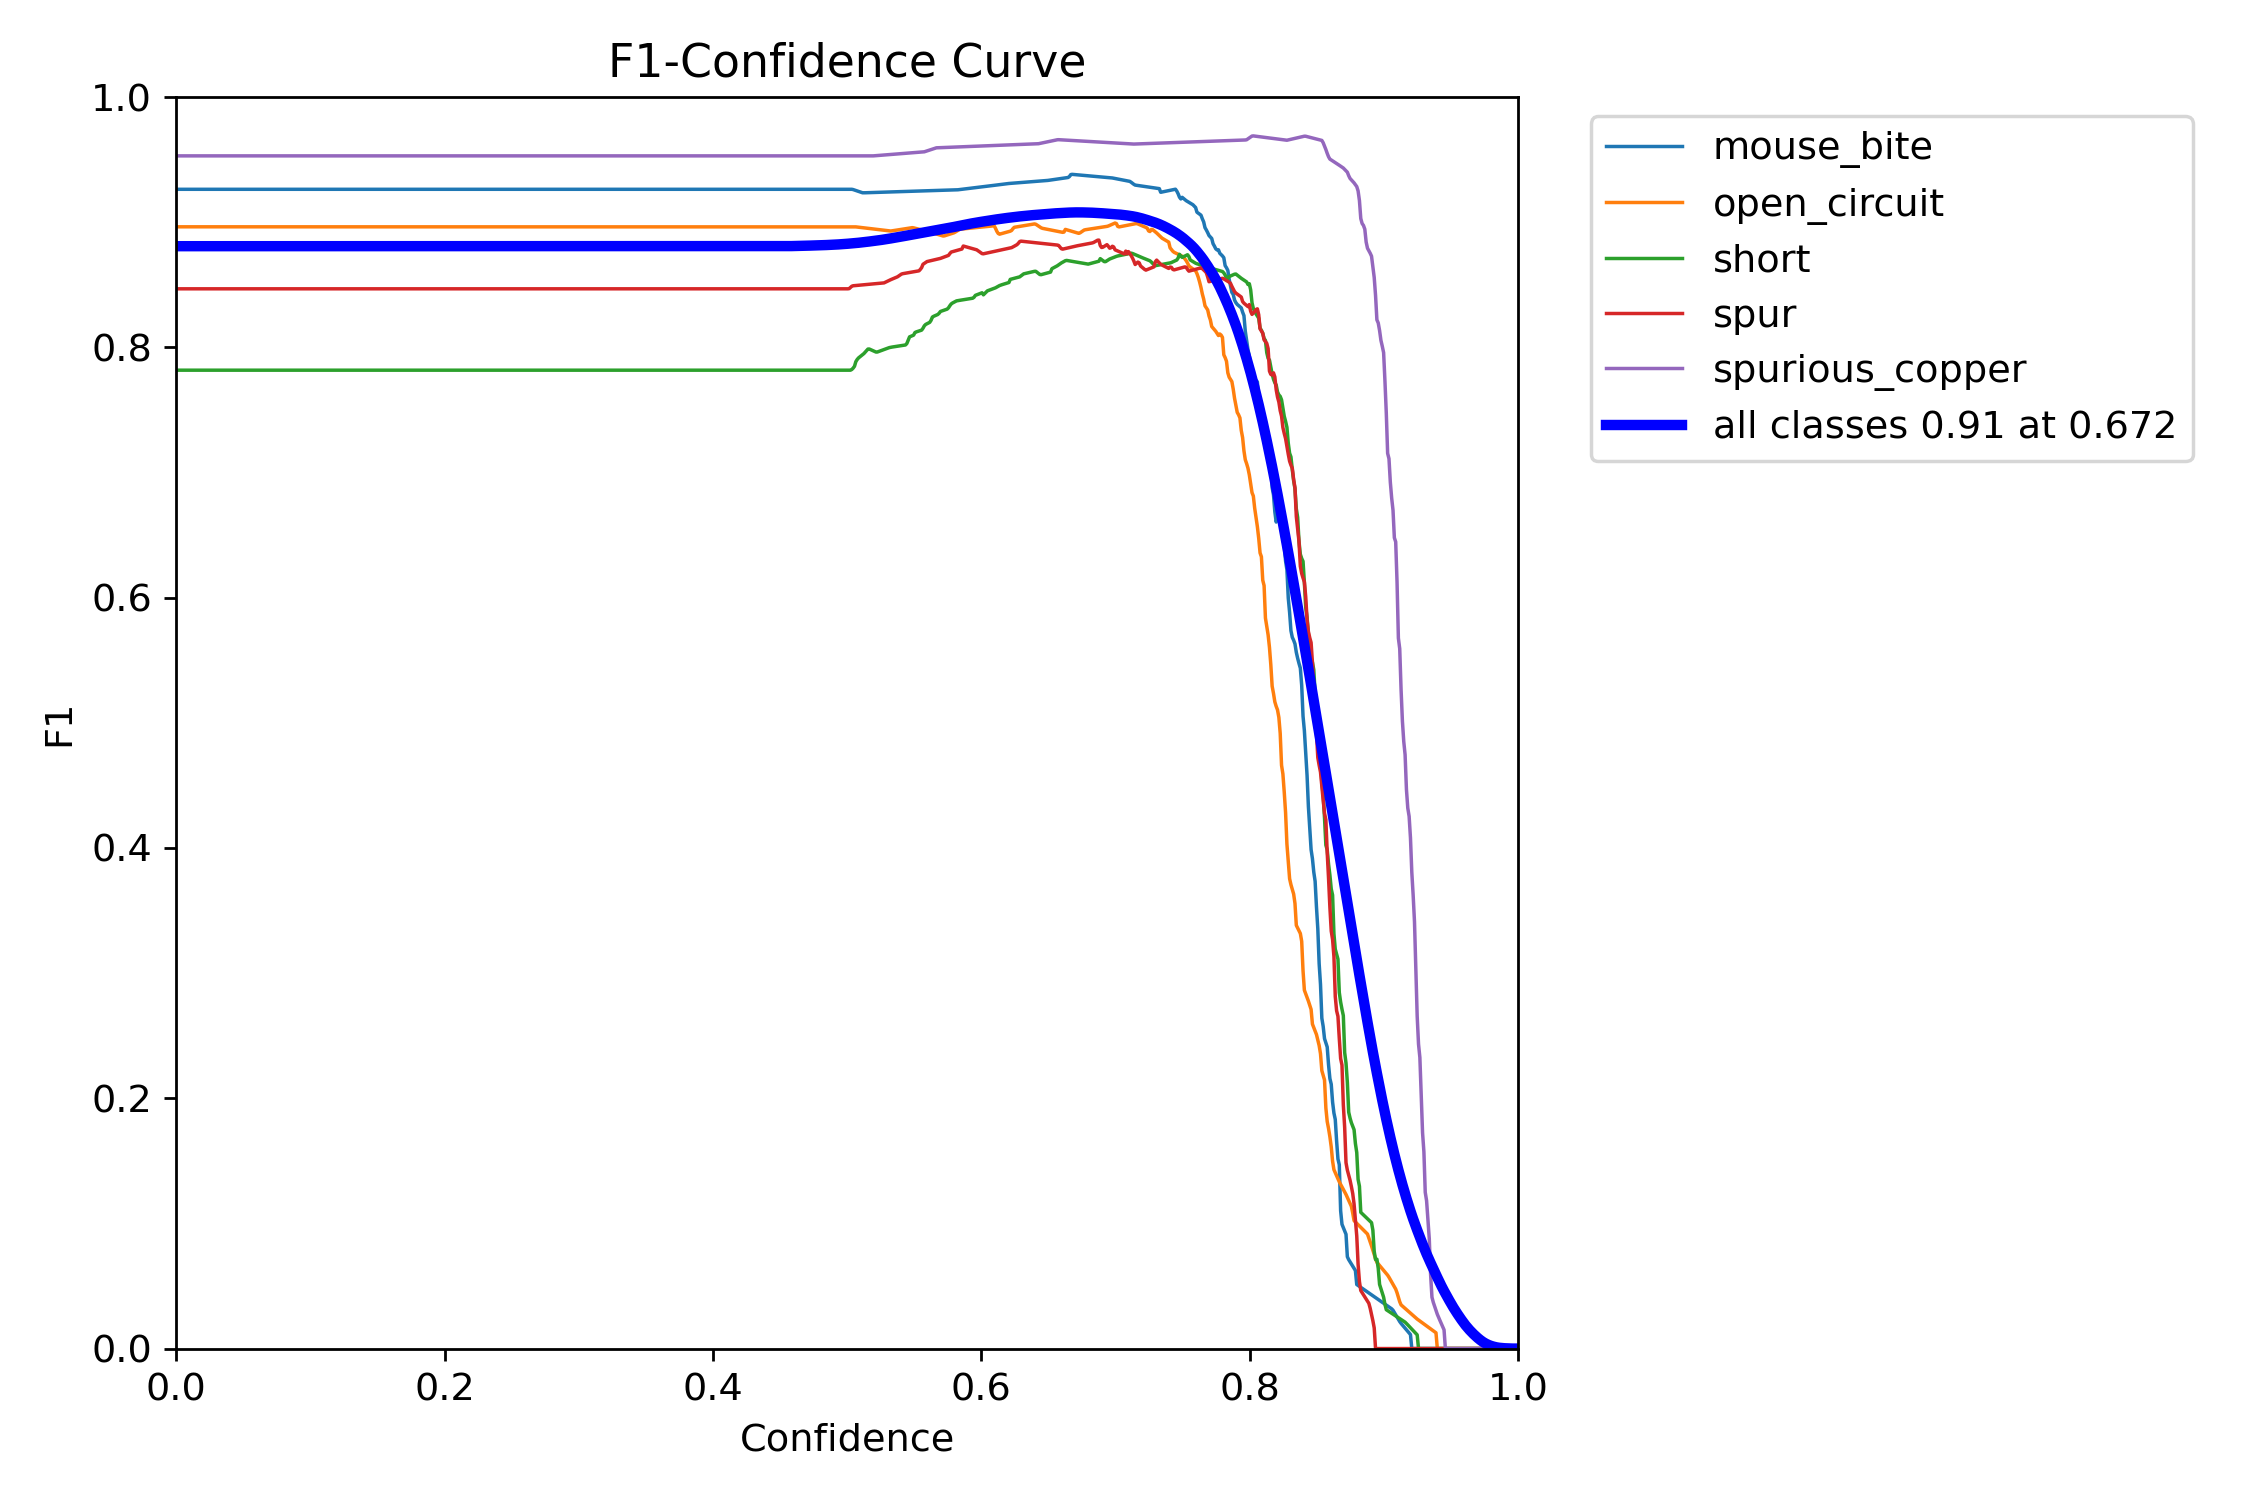 F1-Confidence Curve
1.0
0.8
0.6
0.4
0.2
0.0
F1
0.0 0.2 0.4 0.6 0.8 1.0
Confidence
mouse_bite
open_circuit
short
spur
spurious_copper
all classes 0.91 at 0.672